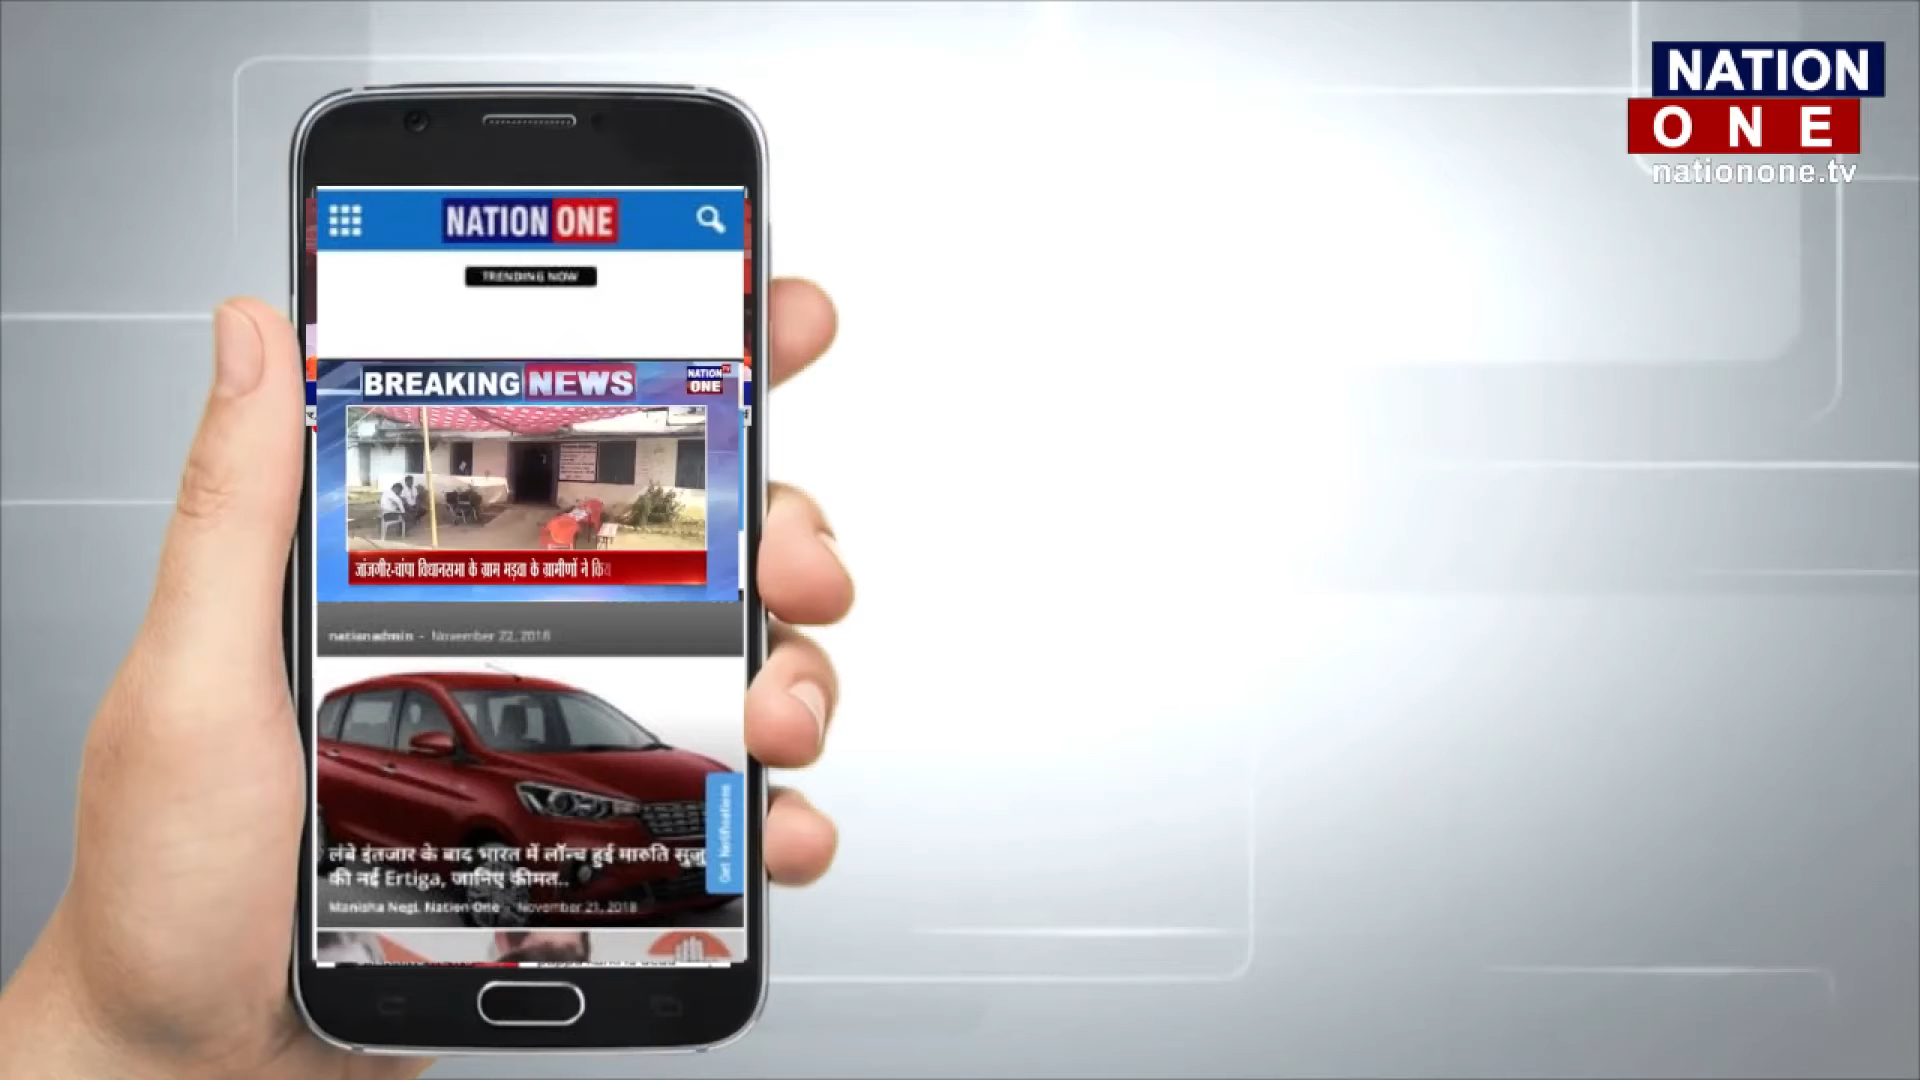 NATION
ONE
nationone.tv
NATION ONE
TRENDING NOW
BREAKING NEWS
NATION
ONE
जांजगीर-चांपा विधानसभा के ग्राम मड़वा के ग्रामीणों ने किय
nationadmin - November 22, 2018
लंबे इंतजार के बाद भारत में लॉन्च हुई मारुति सुजु
की नई Ertiga, जानिए कीमत..
Manisha Negi, Nation One - November 21, 2018
Get Notifications